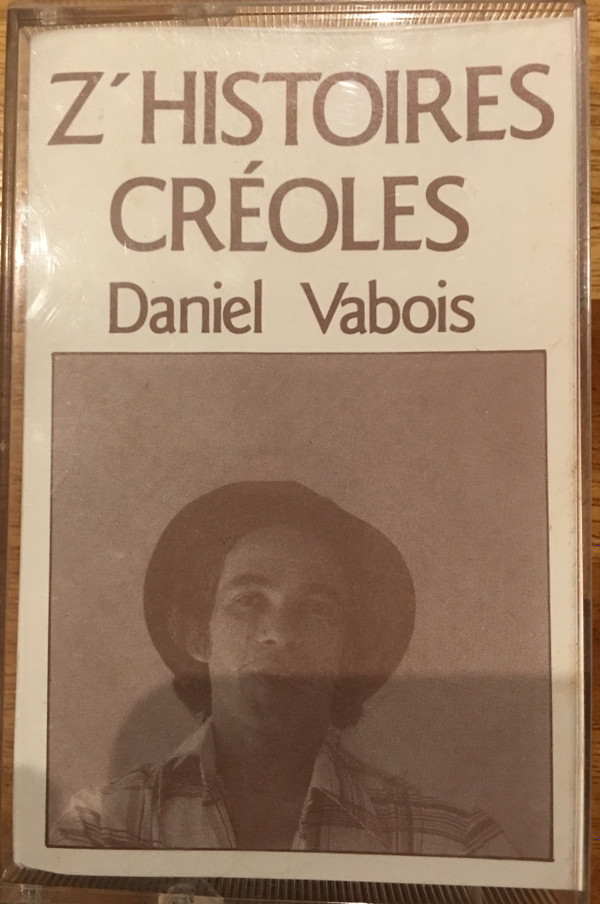 Z´HISTOIRES
CRÉOLES
Daniel Vabois